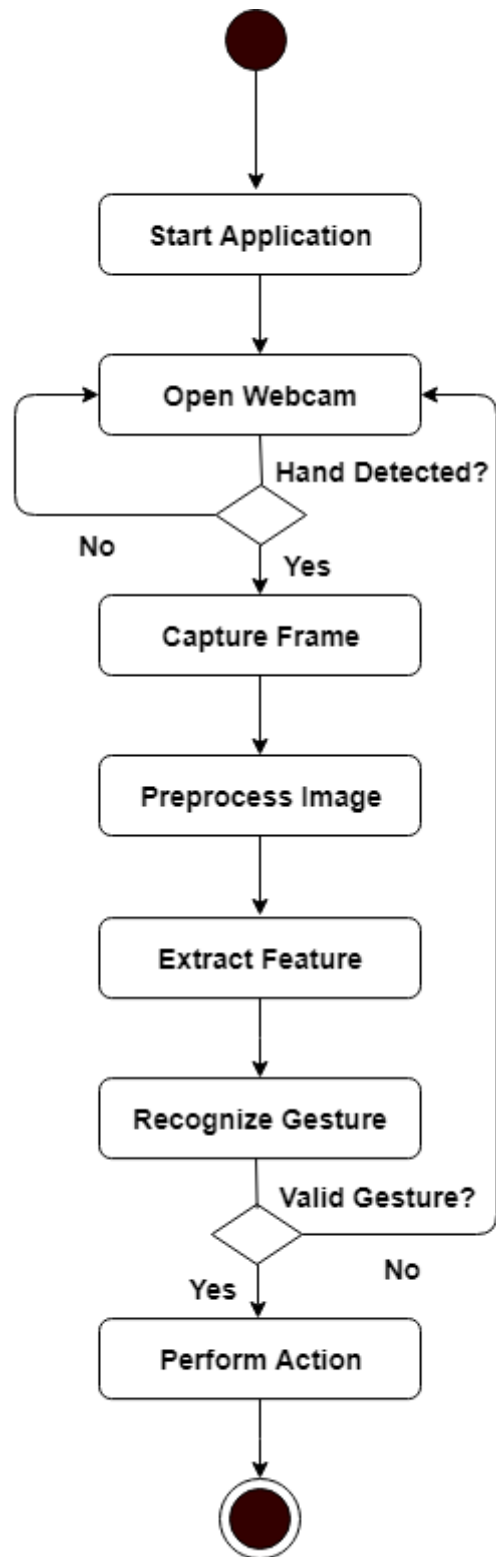 Start Application
Open Webcam
Hand Detected?
No
Yes
Capture Frame
Preprocess Image
Extract Feature
Recognize Gesture
Valid Gesture?
No
Yes
Perform Action